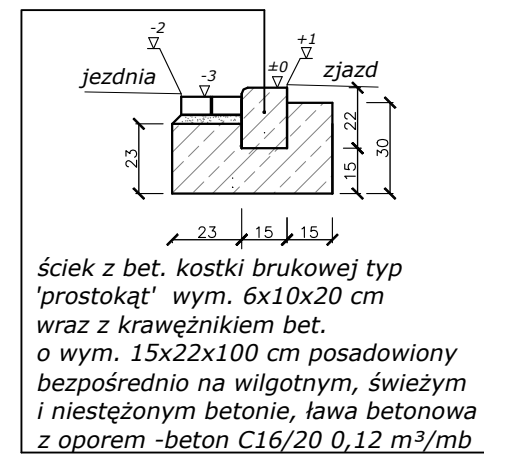 -2
+1
jezdnia
-3
±0
zjazd
23
22
15
30
23
15
15
ściek z bet. kostki brukowej typ
'prostokąt' wym. 6x10x20 cm
wraz z krawężnikiem bet.
o wym. 15x22x100 cm posadowiony
bezpośrednio na wilgotnym, świeżym
i niestężonym betonie, ława betonowa
z oporem -beton C16/20 0,12 m³/mb